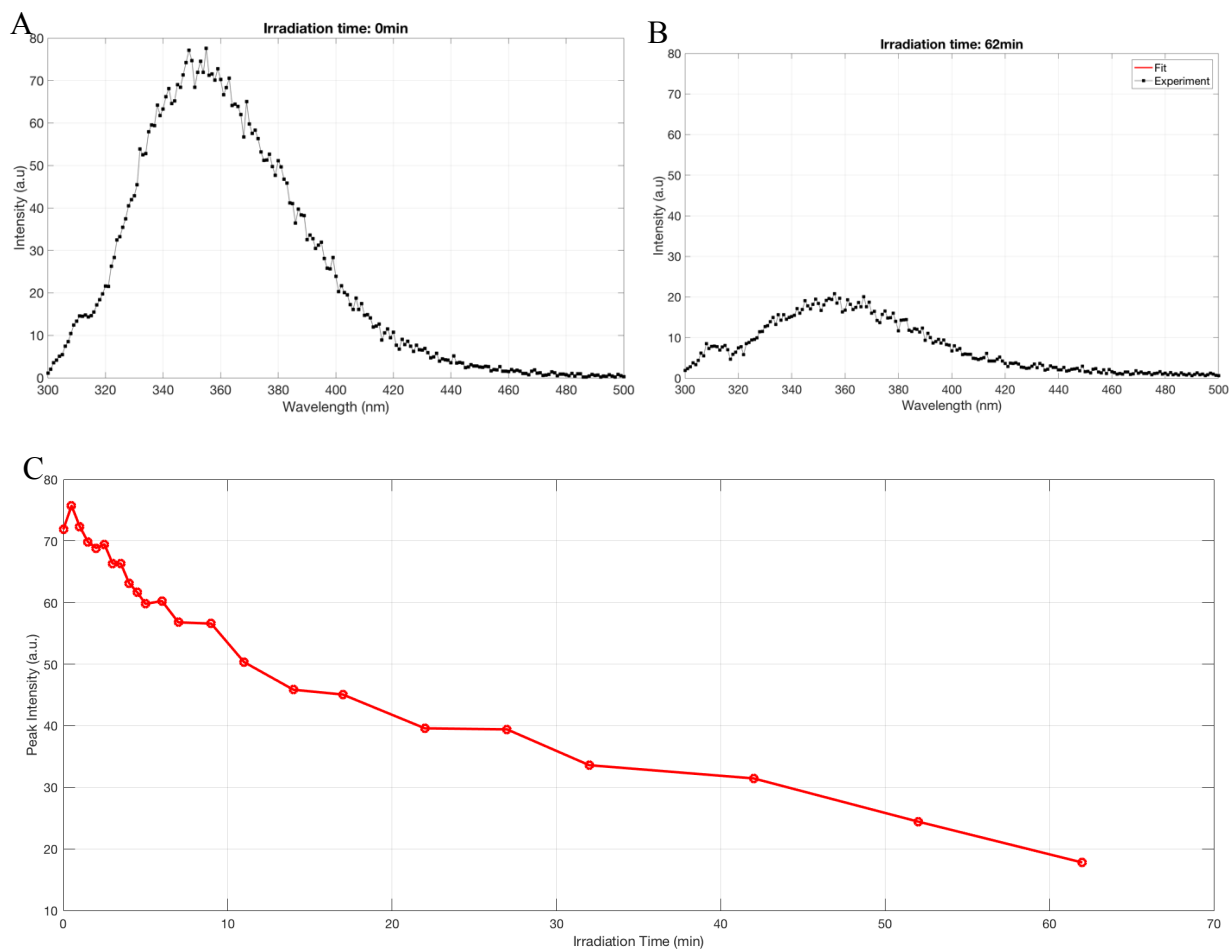 A
Irradiation time: 0min
80
70
60
50
40
30
20
10
0
300 320 340 360 380 400 420 440 460 480 500
Intensity (a.u)
Wavelength (nm)
B
Irradiation time: 62min
Fit
Experiment
80
70
60
50
40
30
20
10
0
300 320 340 360 380 400 420 440 460 480 500
Intensity (a.u)
Wavelength (nm)
C
80
70
60
50
40
30
20
10
0 10 20 30 40 50 60 70
Peak Intensity (a.u.)
Irradiation Time (min)